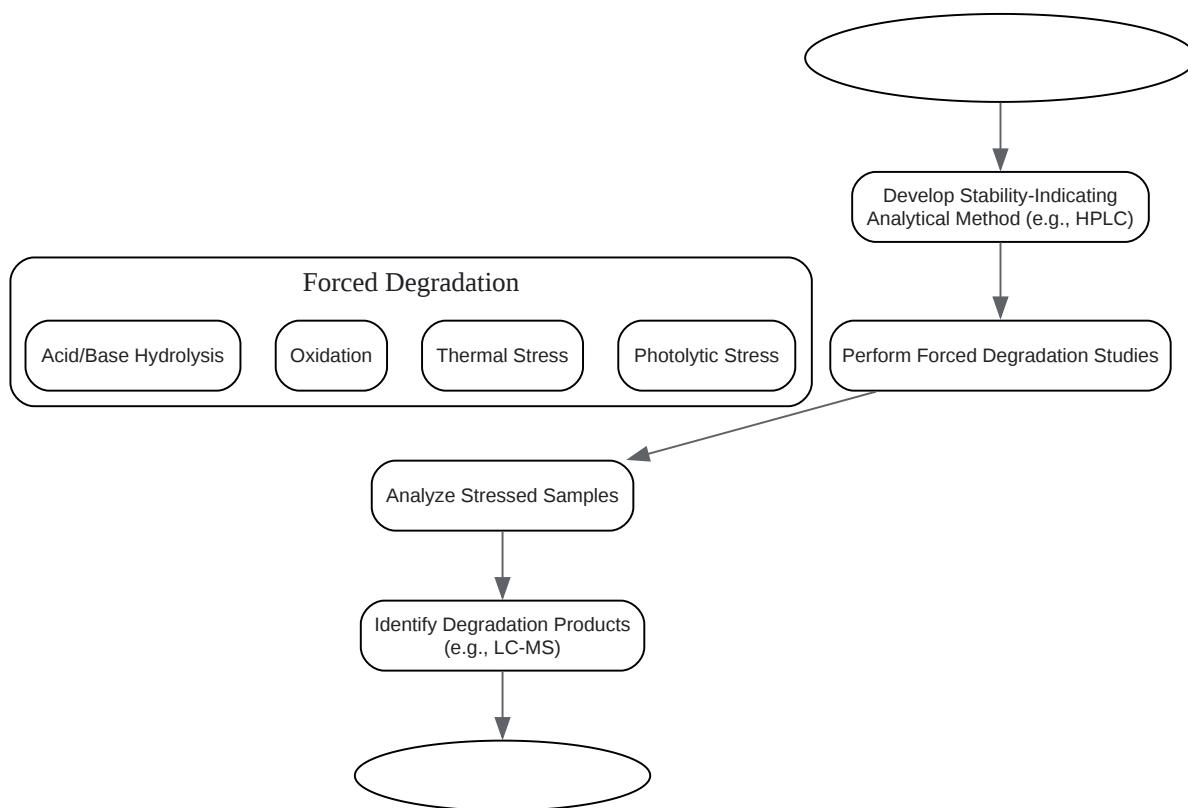 Develop Stability-Indicating
Analytical Method (e.g., HPLC)
Forced Degradation
Acid/Base Hydrolysis
Oxidation
Thermal Stress
Photolytic Stress
Perform Forced Degradation Studies
Analyze Stressed Samples
Identify Degradation Products
(e.g., LC-MS)